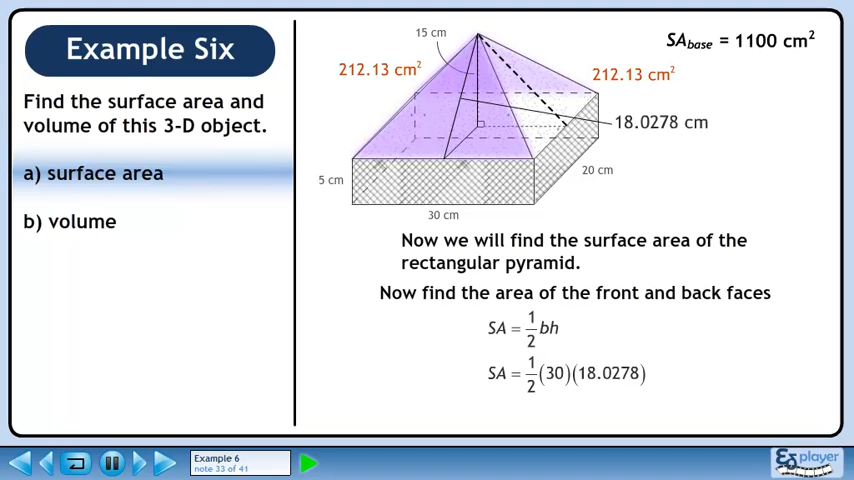 Example Six
Find the surface area and
volume of this 3-D object.
a) surface area
b) volume
15 cm
SA_base = 1100 cm²
212.13 cm²
212.13 cm²
18.0278 cm
20 cm
5 cm
30 cm
Now we will find the surface area of the
rectangular pyramid.
Now find the area of the front and back faces
SA = 1/2 bh
SA = 1/2 (30)(18.0278)
Example 6
note 33 of 41
player